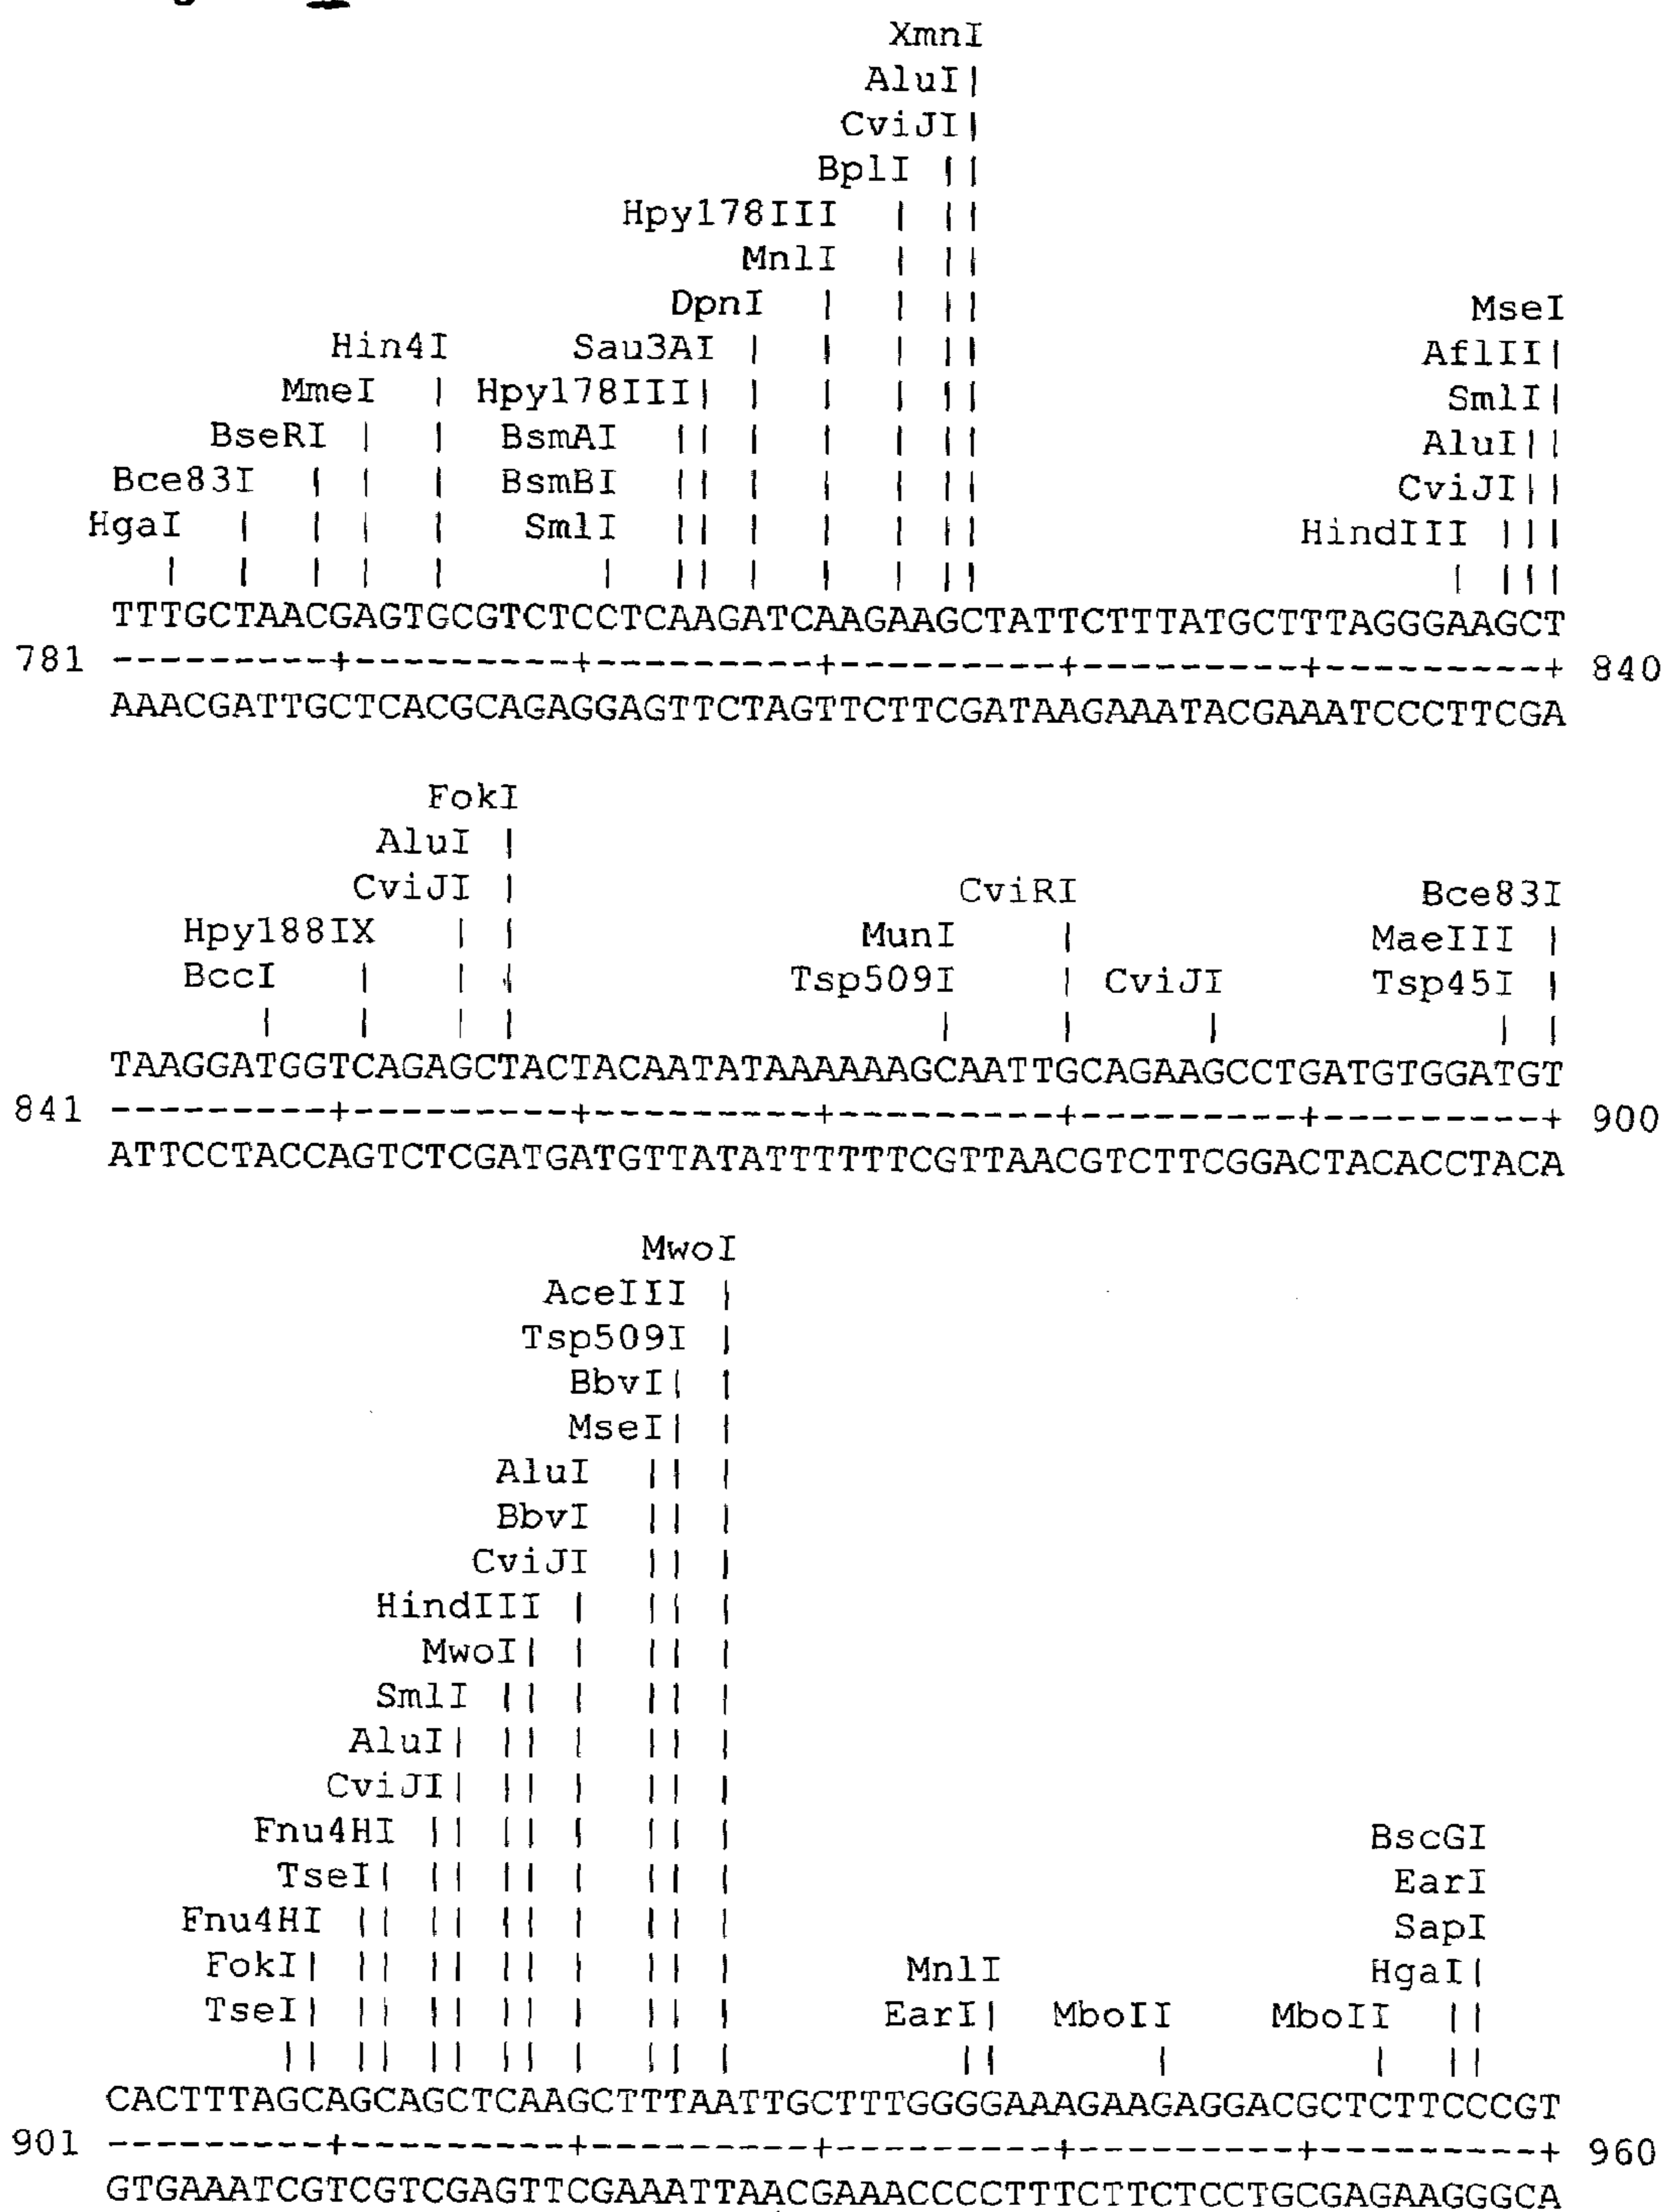 XmnI
AluI
CviJI
BplI
Hpy178III
MnlI
DpnI MseI
Hin4I Sau3AI AflII
MmeI Hpy178III SmlI
BseRI BsmAI AluI
Bce83I BsmBI CviJI
HgaI SmlI HindIII
TTTGCTAACGAGTGCGTCTCCTCAAGATCAAGAAGCTATTCTTTATGCTTTAGGGAAGCT
781 ---------+---------+---------+---------+---------+---------+ 840
AAACGATTGCTCACGCAGAGGAGTTCTAGTTCTTCGATAAGAAATACGAAATCCCTTCGA
FokI
AluI
CviJI CviRI Bce83I
Hpy188IX MunI MaeIII
BccI Tsp509I CviJI Tsp45I
TAAGGATGGTCAGAGCTACTACAATATAAAAAAGCAATTGCAGAAGCCTGATGTGGATGT
841 ---------+---------+---------+---------+---------+---------+ 900
ATTCCTACCAGTCTCGATGATGTTATATTTTTTCGTTAACGTCTTCGGACTACACCTACA
MwoI
AceIII
Tsp509I
BbvI
MseI
AluI
BbvI
CviJI
HindIII
MwoI
SmlI
AluI
CviJI
Fnu4HI BscGI
TseI EarI
Fnu4HI SapI
FokI MnlI HgaI
TseI EarI MboII MboII
CACTTTAGCAGCAGCTCAAGCTTTAATTGCTTTGGGGAAAGAAGAGGACGCTCTTCCCGT
901 ---------+---------+---------+---------+---------+---------+ 960
GTGAAATCGTCGTCGAGTTCGAAATTAACGAAACCCCTTTCTTCTCCTGCGAGAAGGGCA